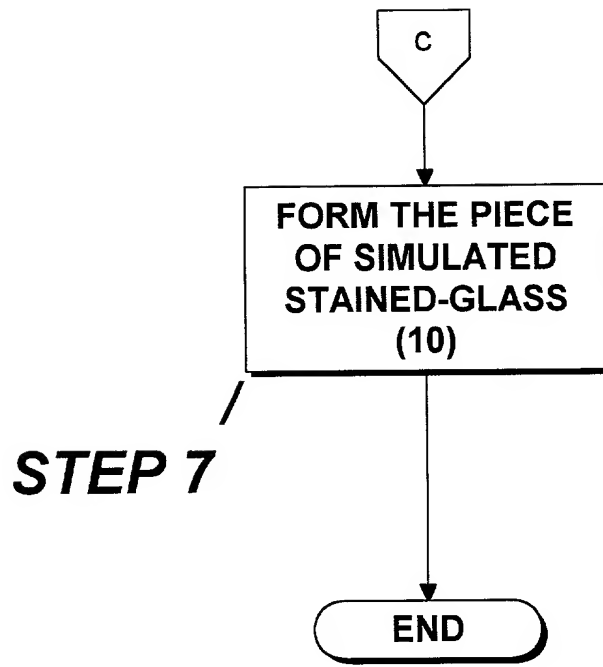 C
FORM THE PIECE
OF SIMULATED
STAINED-GLASS
(10)
STEP 7
END